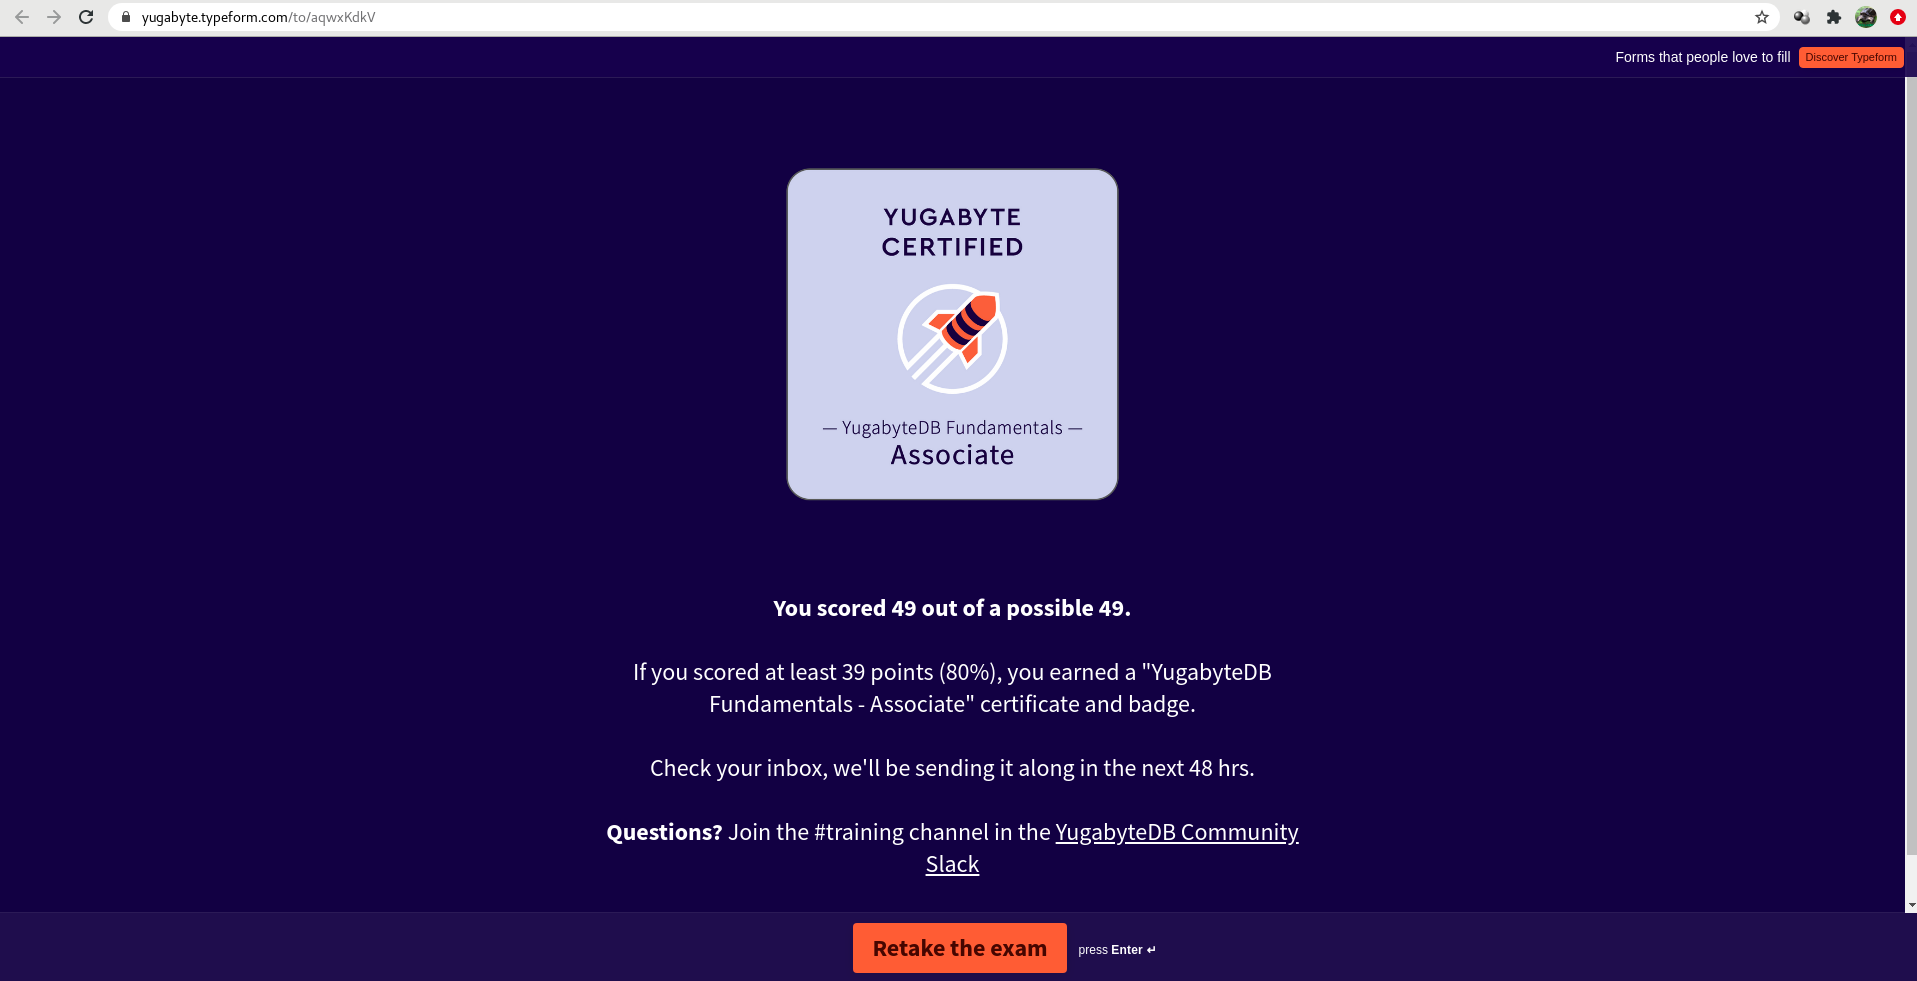 yugabyte.typeform.com/to/aqwxKdkV
Forms that people love to fill Discover Typeform
YUGABYTE
CERTIFIED
— YugabyteDB Fundamentals —
Associate
You scored 49 out of a possible 49.
If you scored at least 39 points (80%), you earned a "YugabyteDB
Fundamentals - Associate" certificate and badge.
Check your inbox, we'll be sending it along in the next 48 hrs.
Questions? Join the #training channel in the YugabyteDB Community
Slack
Retake the exam press Enter ↵